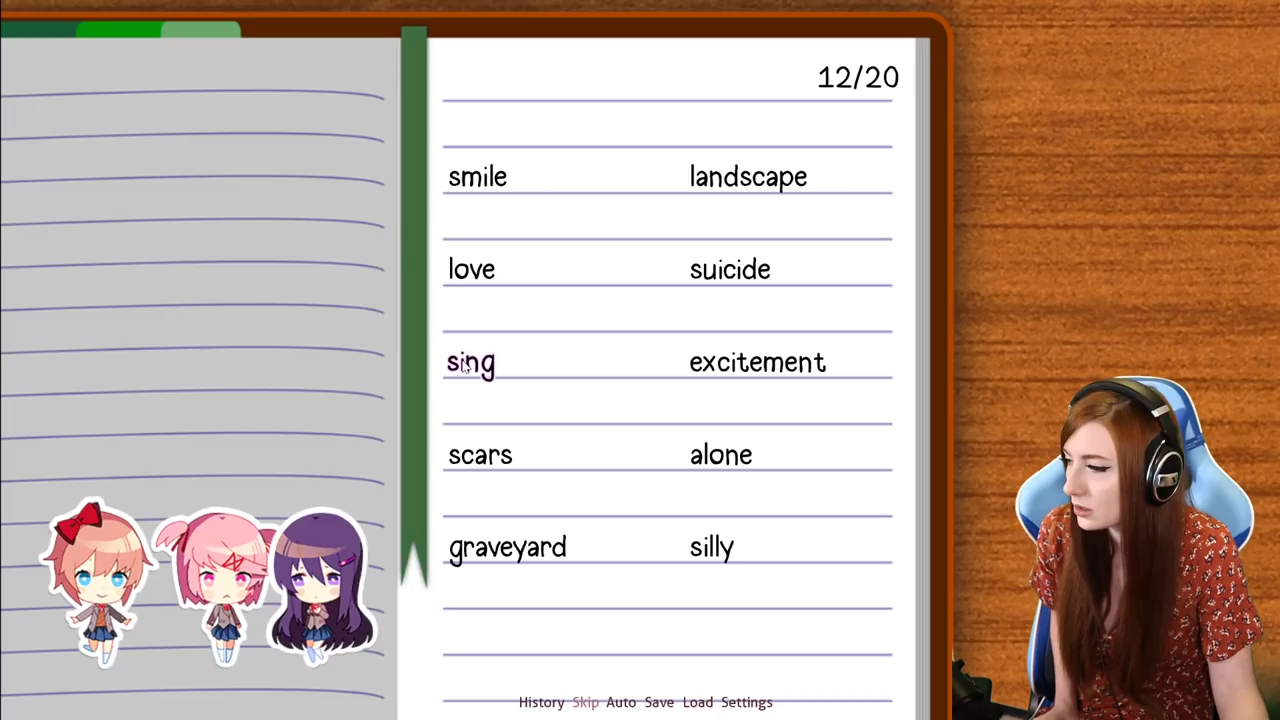 12/20
smile landscape
love suicide
sing excitement
scars alone
graveyard silly
History Skip Auto Save Load Settings